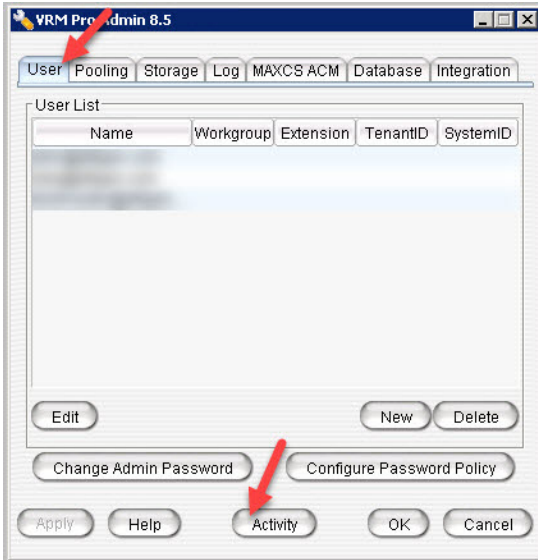 VRM Pro Admin 8.5
User Pooling Storage Log MAXCS ACM Database Integration
User List
Name Workgroup Extension TenantID SystemID
Edit New Delete
Change Admin Password Configure Password Policy
Apply Help Activity OK Cancel